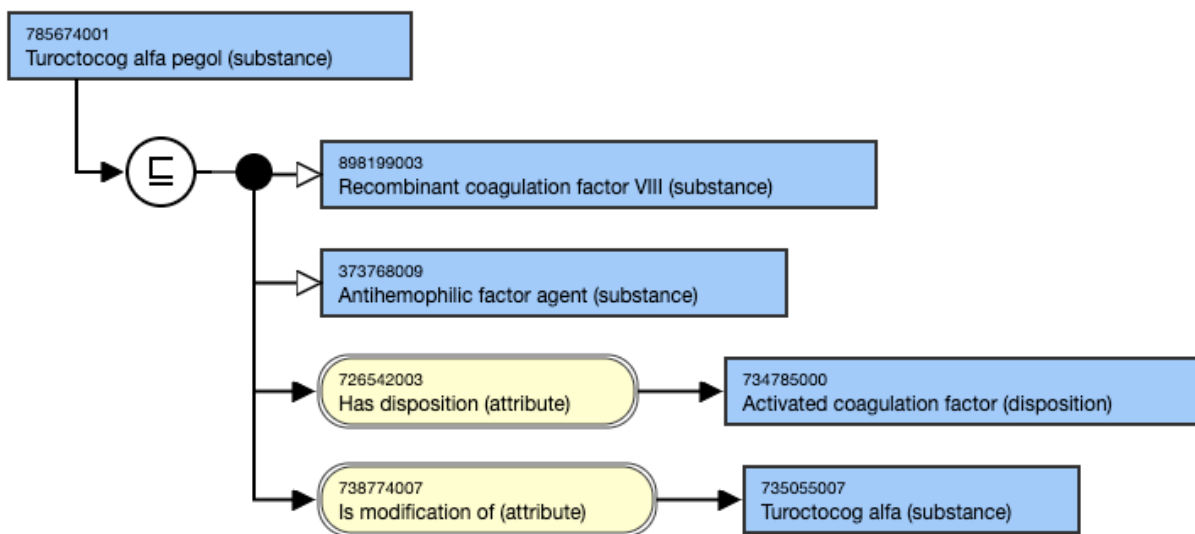 785674001
Turoctocog alfa pegol (substance)
⊑
898199003
Recombinant coagulation factor VIII (substance)
373768009
Antihemophilic factor agent (substance)
726542003
Has disposition (attribute)
734785000
Activated coagulation factor (disposition)
738774007
Is modification of (attribute)
735055007
Turoctocog alfa (substance)